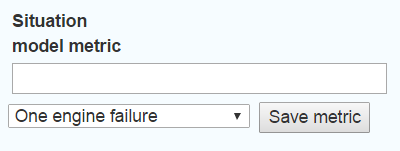 Situation
model metric
One engine failure
Save metric